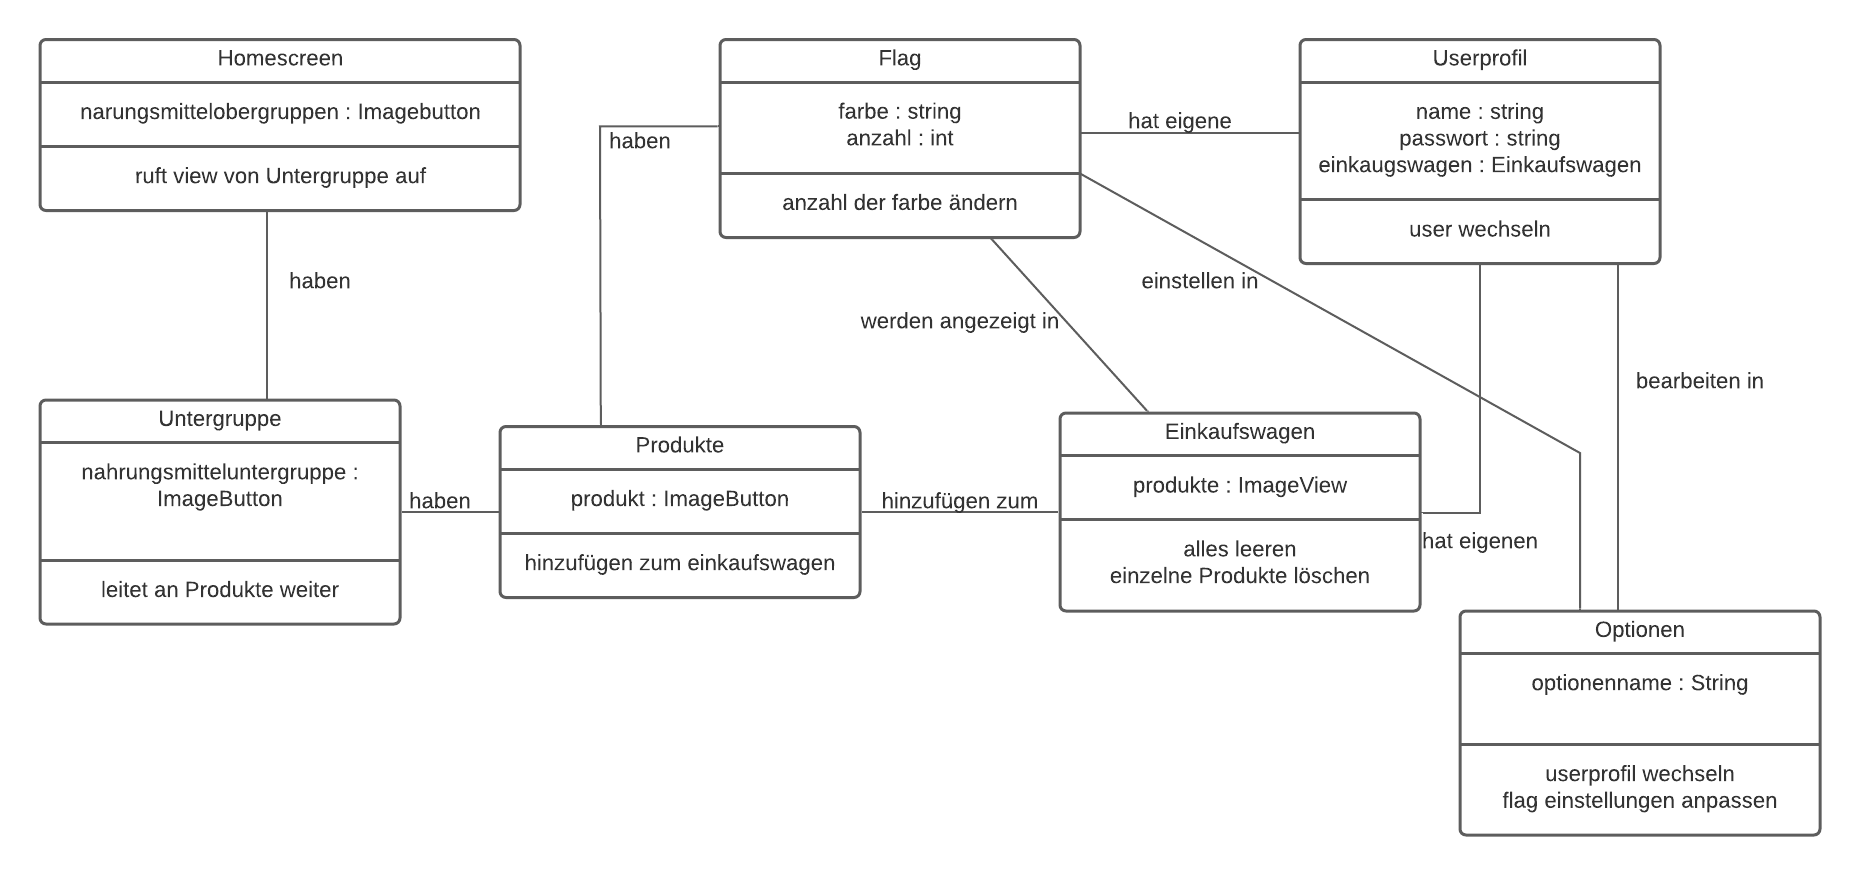 Homescreen
narungsmittelobergruppen : Imagebutton
ruft view von Untergruppe auf
Flag
farbe : string
anzahl : int
anzahl der farbe ändern
Userprofil
name : string
passwort : string
einkaugswagen : Einkaufswagen
user wechseln
haben
hat eigene
haben
einstellen in
werden angezeigt in
bearbeiten in
Untergruppe
nahrungsmitteluntergruppe :
ImageButton
leitet an Produkte weiter
haben
Produkte
produkt : ImageButton
hinzufügen zum einkaufswagen
hinzufügen zum
Einkaufswagen
produkte : ImageView
alles leeren
einzelne Produkte löschen
hat eigenen
Optionen
optionenname : String
userprofil wechseln
flag einstellungen anpassen